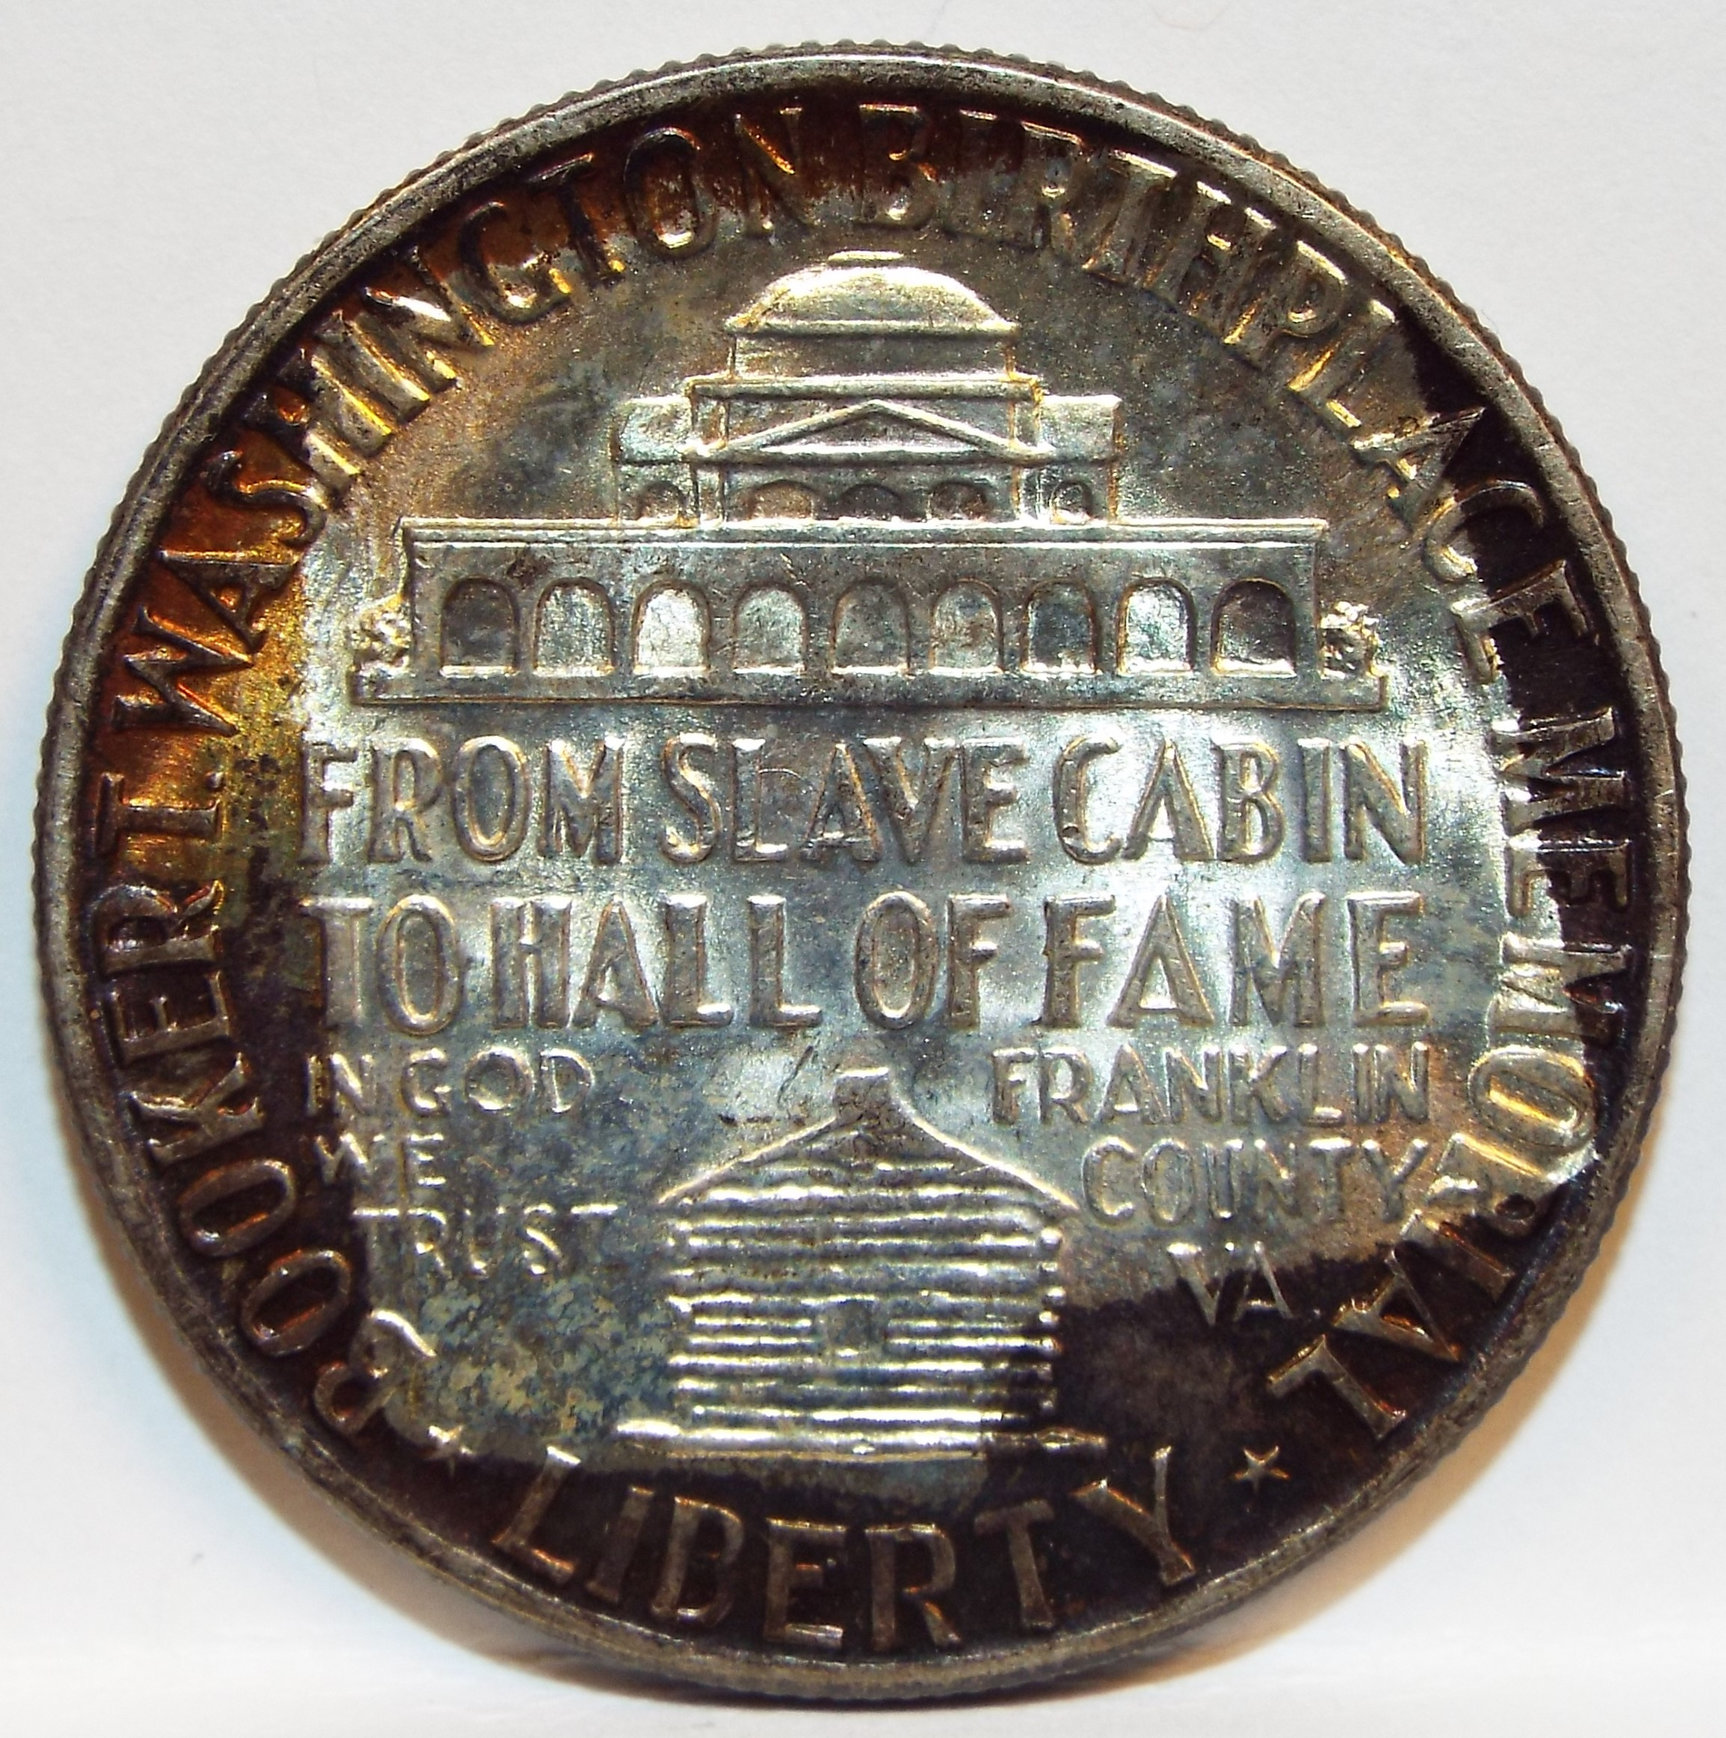 BOOKER T. WASHINGTON BIRTHPLACE MEMORIAL
FROM SLAVE CABIN
TO HALL OF FAME
IN GOD
WE
TRUST
FRANKLIN
COUNTY
VA.
LIBERTY